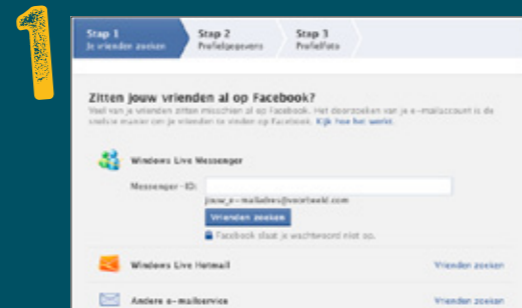 1
Stap 1
Je vrienden zoeken
Stap 2
Profielgegevens
Stap 3
Profielfoto
Zitten jouw vrienden al op Facebook?
Veel van je vrienden zitten misschien al op Facebook. Het doorzoeken van je e-mailaccount is de
snelste manier om je vrienden te vinden op Facebook. Kijk hoe het werkt.
Windows Live Messenger
Messenger-ID:
jouw_e-mailadres@voorbeeld.com
Vrienden zoeken
Facebook slaat je wachtwoord niet op.
Windows Live Hotmail
Vrienden zoeken
Andere e-mailservice
Vrienden zoeken